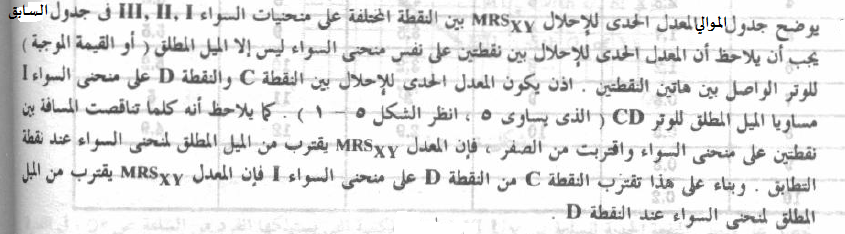 يوضح جدول الموالي المعدل الحدى للإحلال MRSXY بين النقطة المختلفة على منحنيات السواء III, II, I فى جدول السابق
يجب أن يلاحظ أن المعدل الحدى للإحلال بين نقطتين على نفس منحنى السواء ليس إلا الميل المطلق ( أو القيمة الموجبة )
للوتر الواصل بين هاتين النقطتين . اذن يكون المعدل الحدى للإحلال بين النقطة C والنقطة D على منحنى السواء I
مساويا الميل المطلق للوتر CD ( الذى يساوى ٥ ، انظر الشكل ٥ – ١ ) . كما يلاحظ أنه كلما تناقصت المسافة بين
نقطتين على منحنى السواء واقتربت من الصفر ، فإن المعدل MRSXY يقترب من الميل المطلق لمنحنى السواء عند نقطة
التطابق . وبناء على هذا تقترب النقطة C من النقطة D على منحنى السواء I فإن المعدل MRSXY يقترب من الميل
المطلق لمنحنى السواء عند النقطة D .